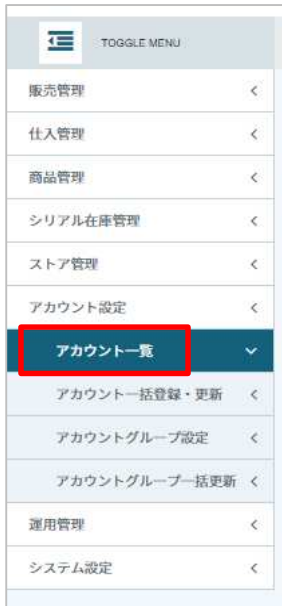 TOGGLE MENU
販売管理
仕入管理
商品管理
シリアル在庫管理
ストア管理
アカウント設定
アカウント一覧
アカウント一括登録・更新
アカウントグループ設定
アカウントグループ一括更新
運用管理
システム設定